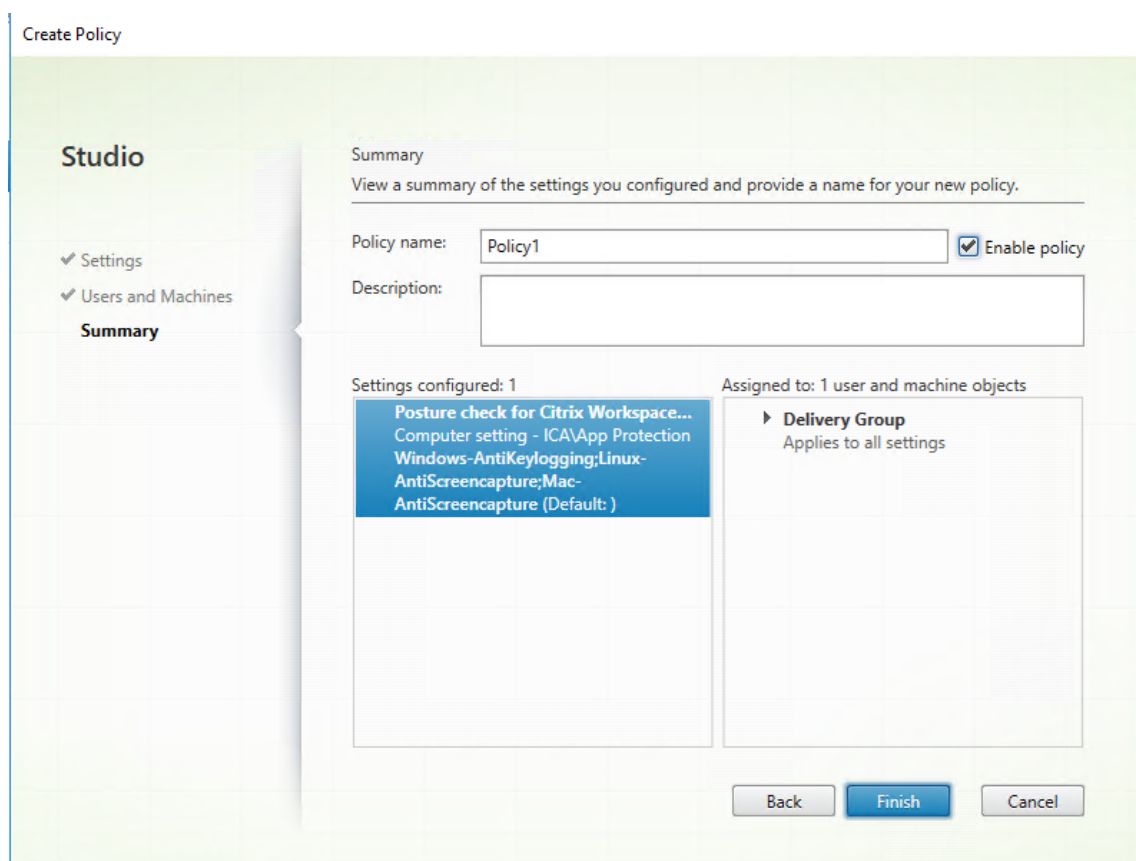 Create Policy
Studio
Settings
Users and Machines
Summary
Summary
View a summary of the settings you configured and provide a name for your new policy.
Policy name:
Policy1
Enable policy
Description:
Settings configured: 1
Posture check for Citrix Workspace...
Computer setting - ICA\App Protection
Windows-AntiKeylogging;Linux-
AntiScreencapture;Mac-
AntiScreencapture (Default: )
Assigned to: 1 user and machine objects
Delivery Group
Applies to all settings
Back
Finish
Cancel